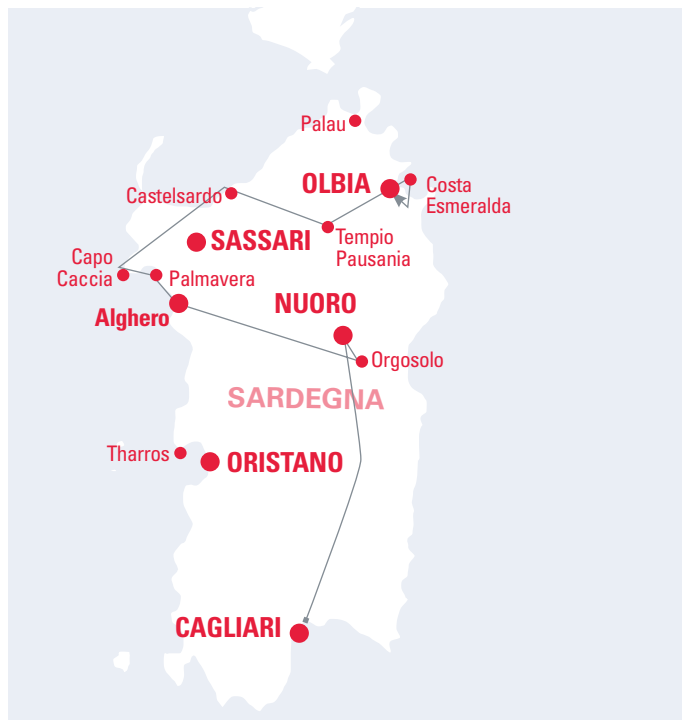 Palau
OLBIA
Costa
Esmeralda
Castelsardo
SASSARI
Tempio
Pausania
Capo
Caccia
Palmavera
Alghero
NUORO
Orgosolo
SARDEGNA
Tharros
ORISTANO
CAGLIARI